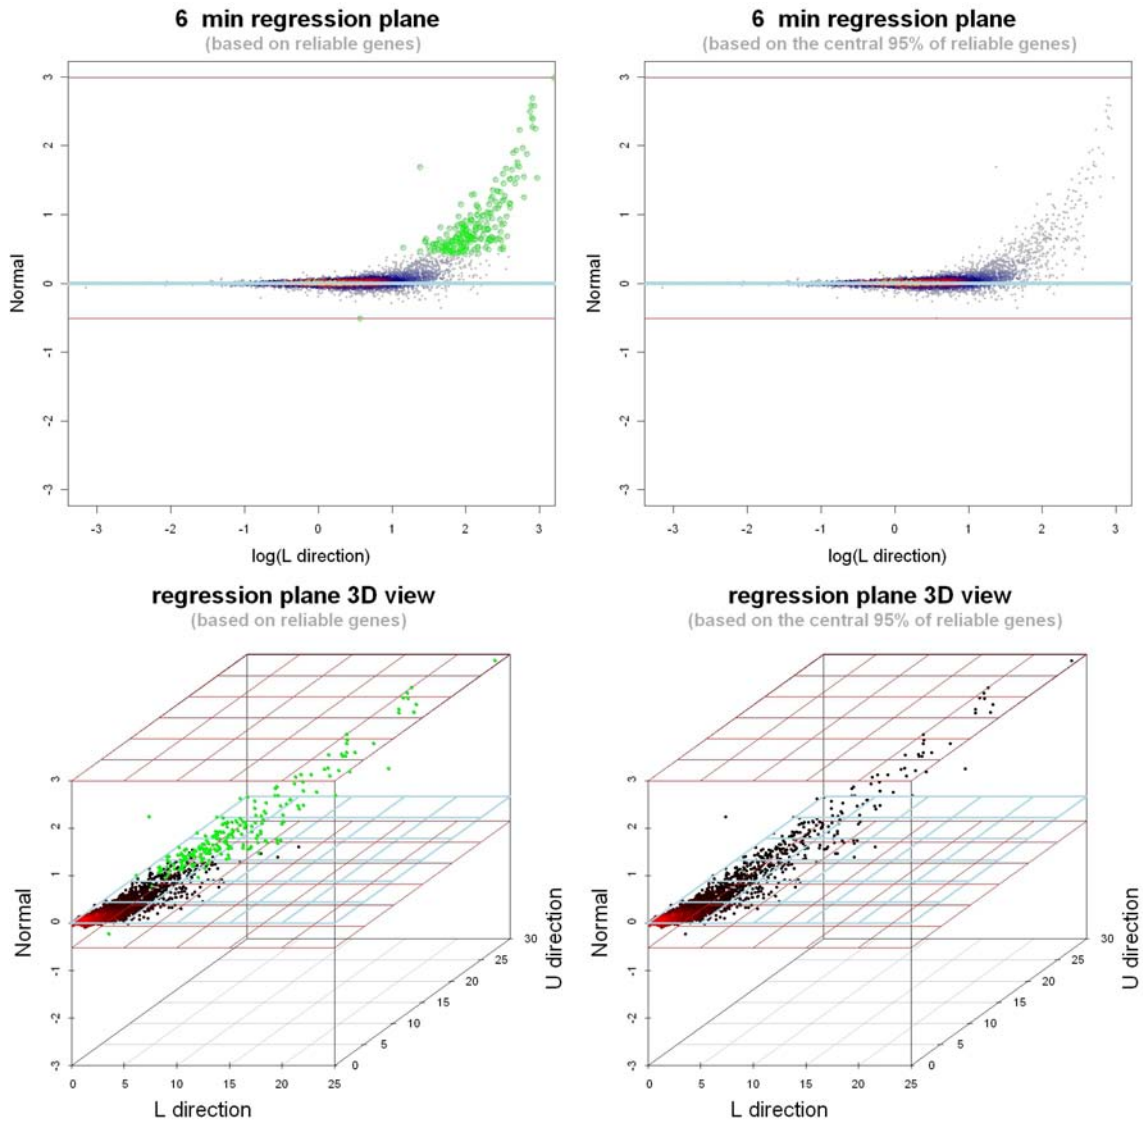 6 min regression plane
(based on reliable genes)
3
2
1
0
-1
-2
-3
Normal
-3 -2 -1 0 1 2 3
log(L direction)
6 min regression plane
(based on the central 95% of reliable genes)
3
2
1
0
-1
-2
-3
Normal
-3 -2 -1 0 1 2 3
log(L direction)
regression plane 3D view
(based on reliable genes)
3
2
1
0
-1
-2
-3
Normal
0 5 10 15 20 25
L direction
0 5 10 15 20 25 30
U direction
regression plane 3D view
(based on the central 95% of reliable genes)
3
2
1
0
-1
-2
-3
Normal
0 5 10 15 20 25
L direction
0 5 10 15 20 25 30
U direction